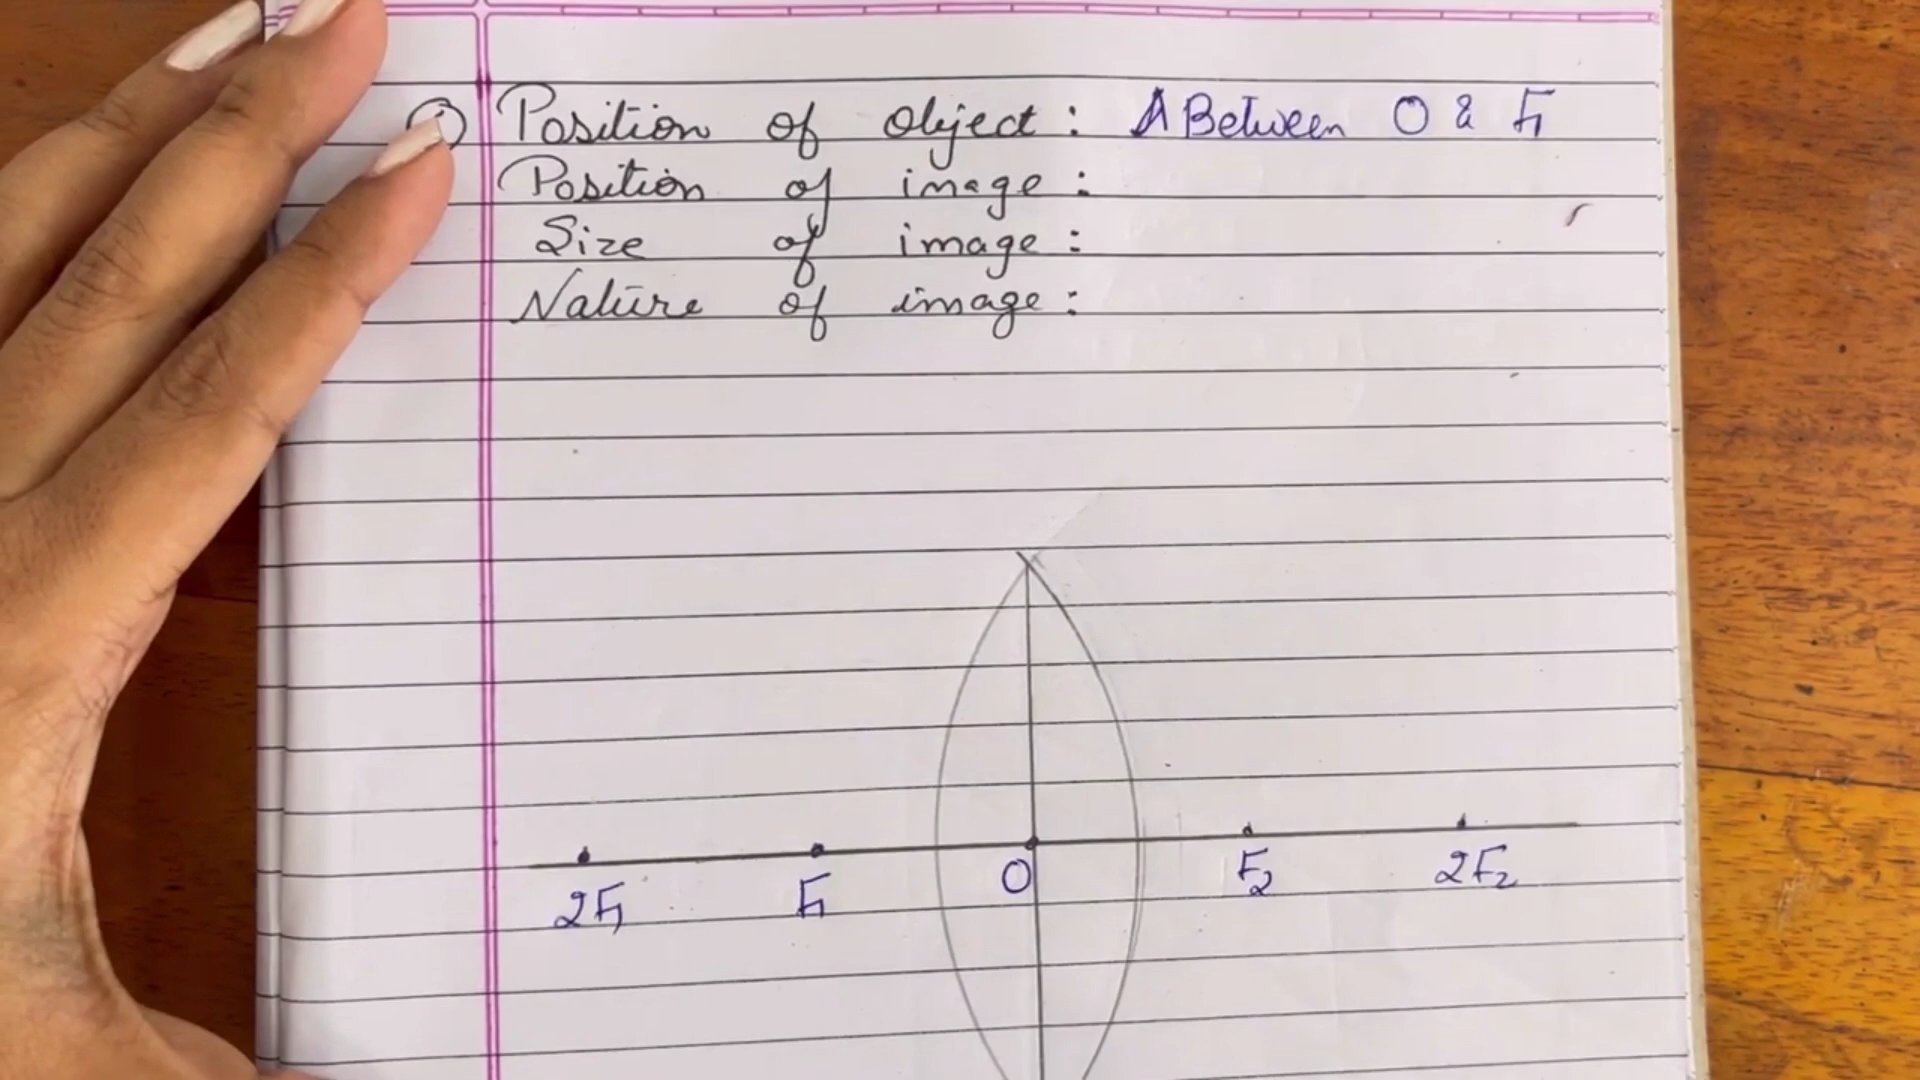 Position of object: Between O & F₁
Position of image:
Size of image:
Nature of image:
2F₁ F₁ O F₂ 2F₂